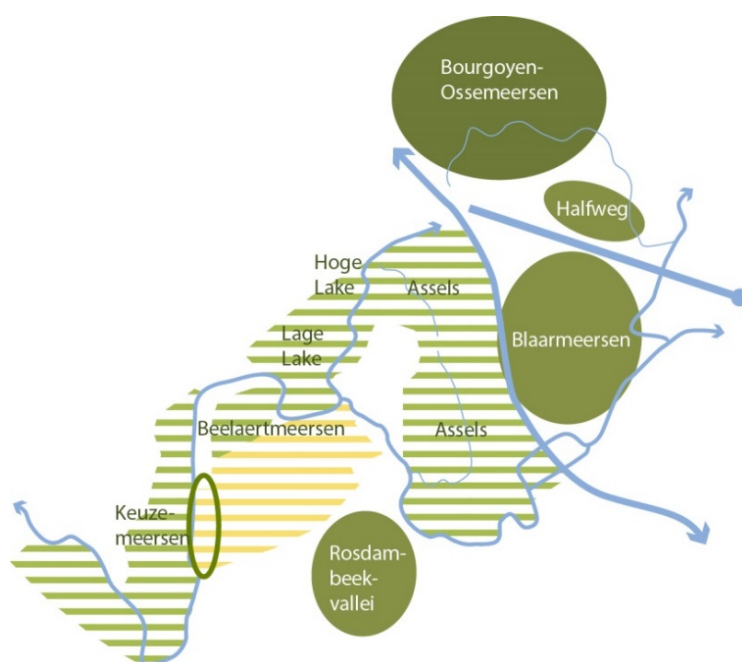 Bourgoyen-
Ossemeersen
Halfweg
Hoge
Lake
Assels
Lage
Lake
Blaarmeersen
Beelaertmeersen
Assels
Keuze-
meersen
Rosdam-
beek-
vallei